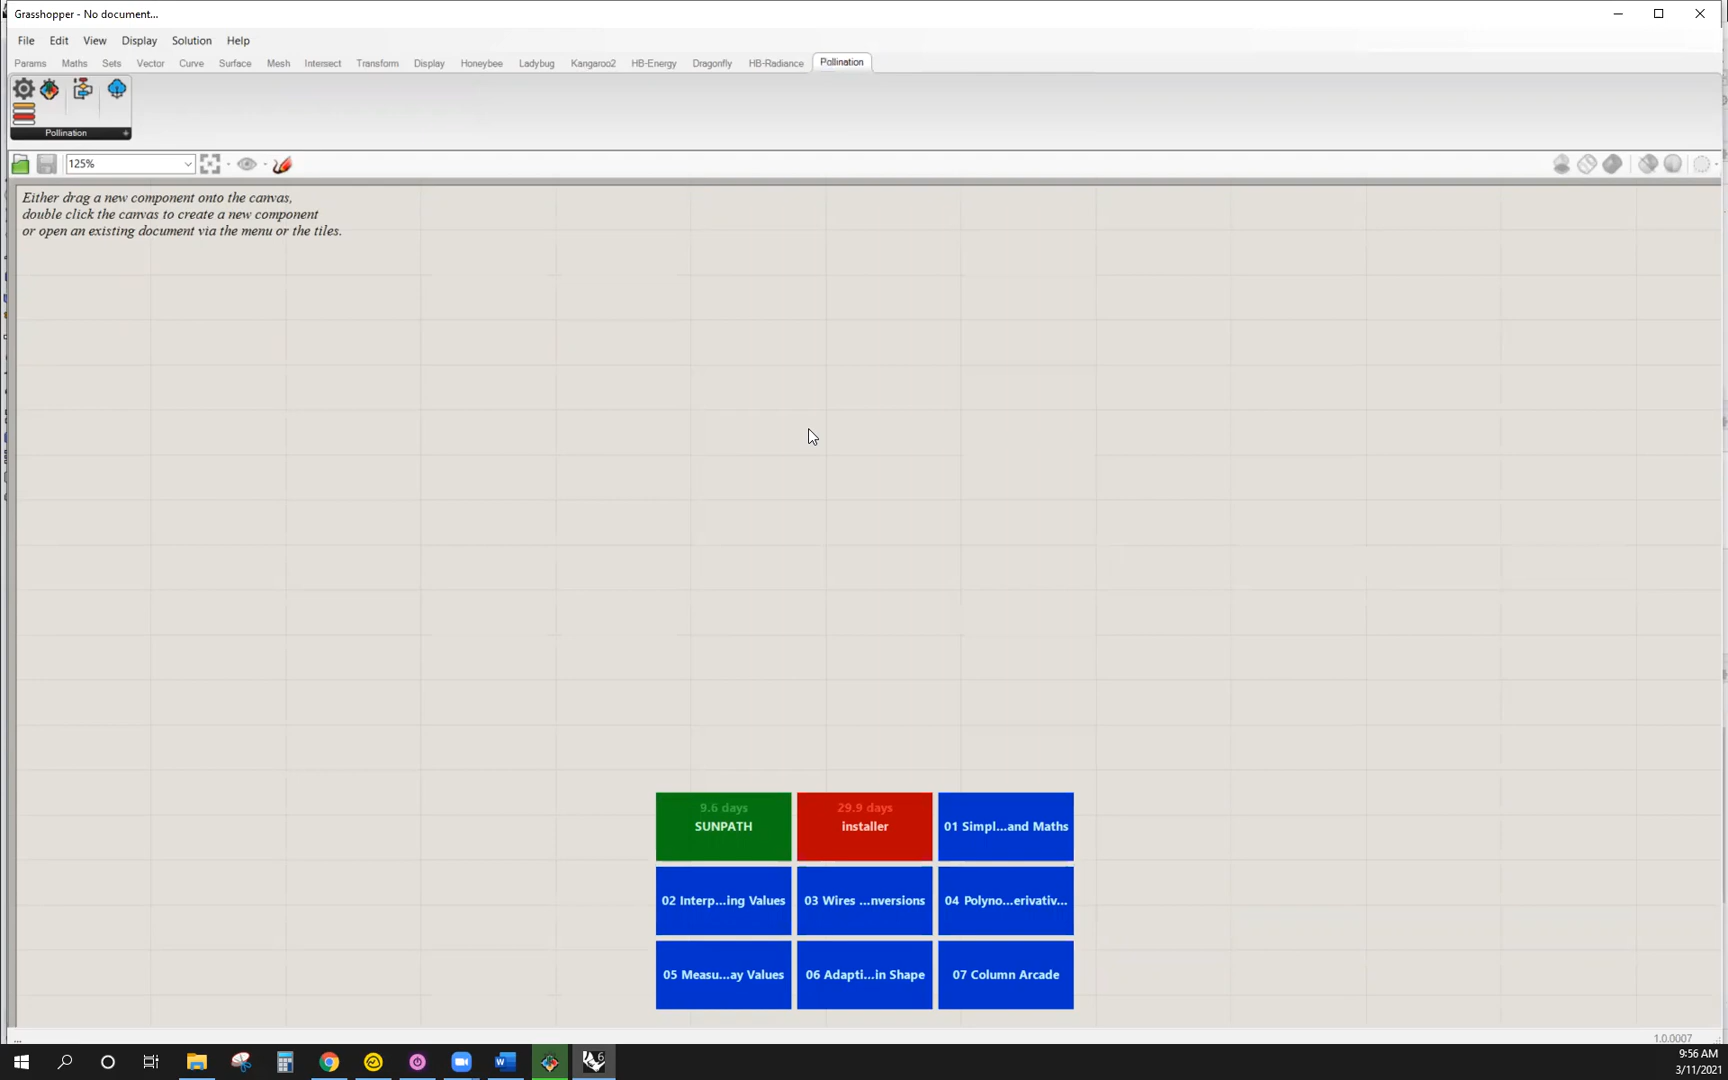 Grasshopper - No document...
File Edit View Display Solution Help
Params Maths Sets Vector Curve Surface Mesh Intersect Transform Display Honeybee Ladybug Kangaroo2 HB-Energy Dragonfly HB-Radiance Pollination
Pollination
125%
Either drag a new component onto the canvas,
double click the canvas to create a new component
or open an existing document via the menu or the tiles.
9.6 days
SUNPATH
29.9 days
installer
01 Simpl...and Maths
02 Interp...ing Values
03 Wires ...nversions
04 Polyno...erivativ...
05 Measu...ay Values
06 Adapti...in Shape
07 Column Arcade
...
1.0.0007
9:56 AM
3/11/2021